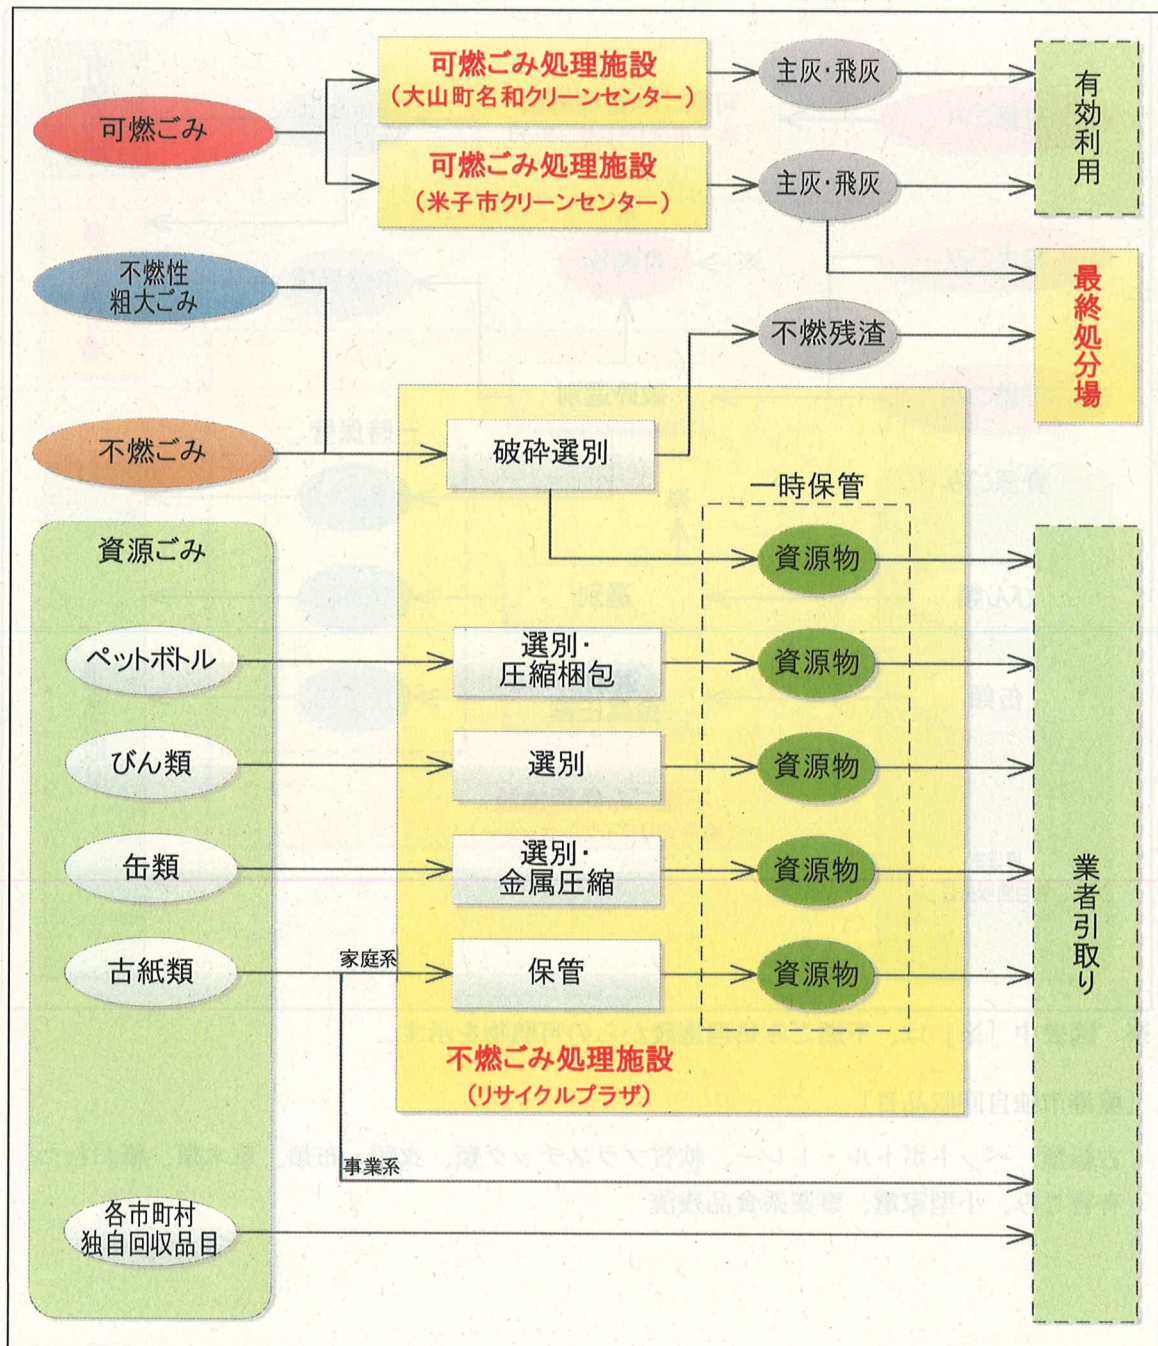 可燃ごみ
可燃ごみ処理施設
(大山町名和クリーンセンター)
主灰・飛灰
有効利用
可燃ごみ処理施設
(米子市クリーンセンター)
主灰・飛灰
不燃性
粗大ごみ
不燃残渣
最終処分場
不燃ごみ
破砕選別
一時保管
資源物
資源ごみ
ペットボトル
選別・
圧縮梱包
資源物
びん類
選別
資源物
缶類
選別・
金属圧縮
資源物
業者引取り
古紙類
家庭系
保管
資源物
不燃ごみ処理施設
(リサイクルプラザ)
事業系
各市町村
独自回収品目